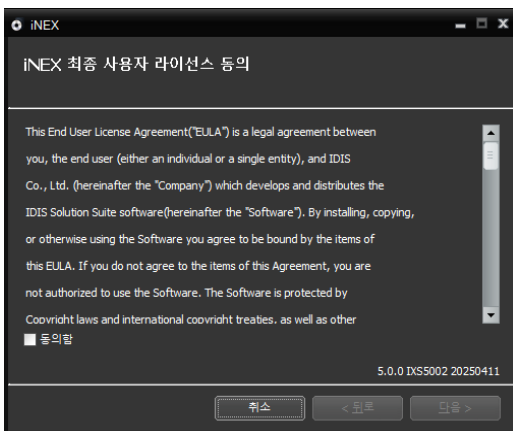 iNEX
iNEX 최종 사용자 라이선스 동의
This End User License Agreement("EULA") is a legal agreement between
you, the end user (either an individual or a single entity), and IDIS
Co., Ltd. (hereinafter the "Company") which develops and distributes the
IDIS Solution Suite software(hereinafter the "Software"). By installing, copying,
or otherwise using the Software you agree to be bound by the items of
this EULA. If you do not agree to the items of this Agreement, you are
not authorized to use the Software. The Software is protected by
Copyright laws and international copyright treaties, as well as other
동의함
5.0.0 IXS5002 20250411
취소
< 뒤로
다음 >